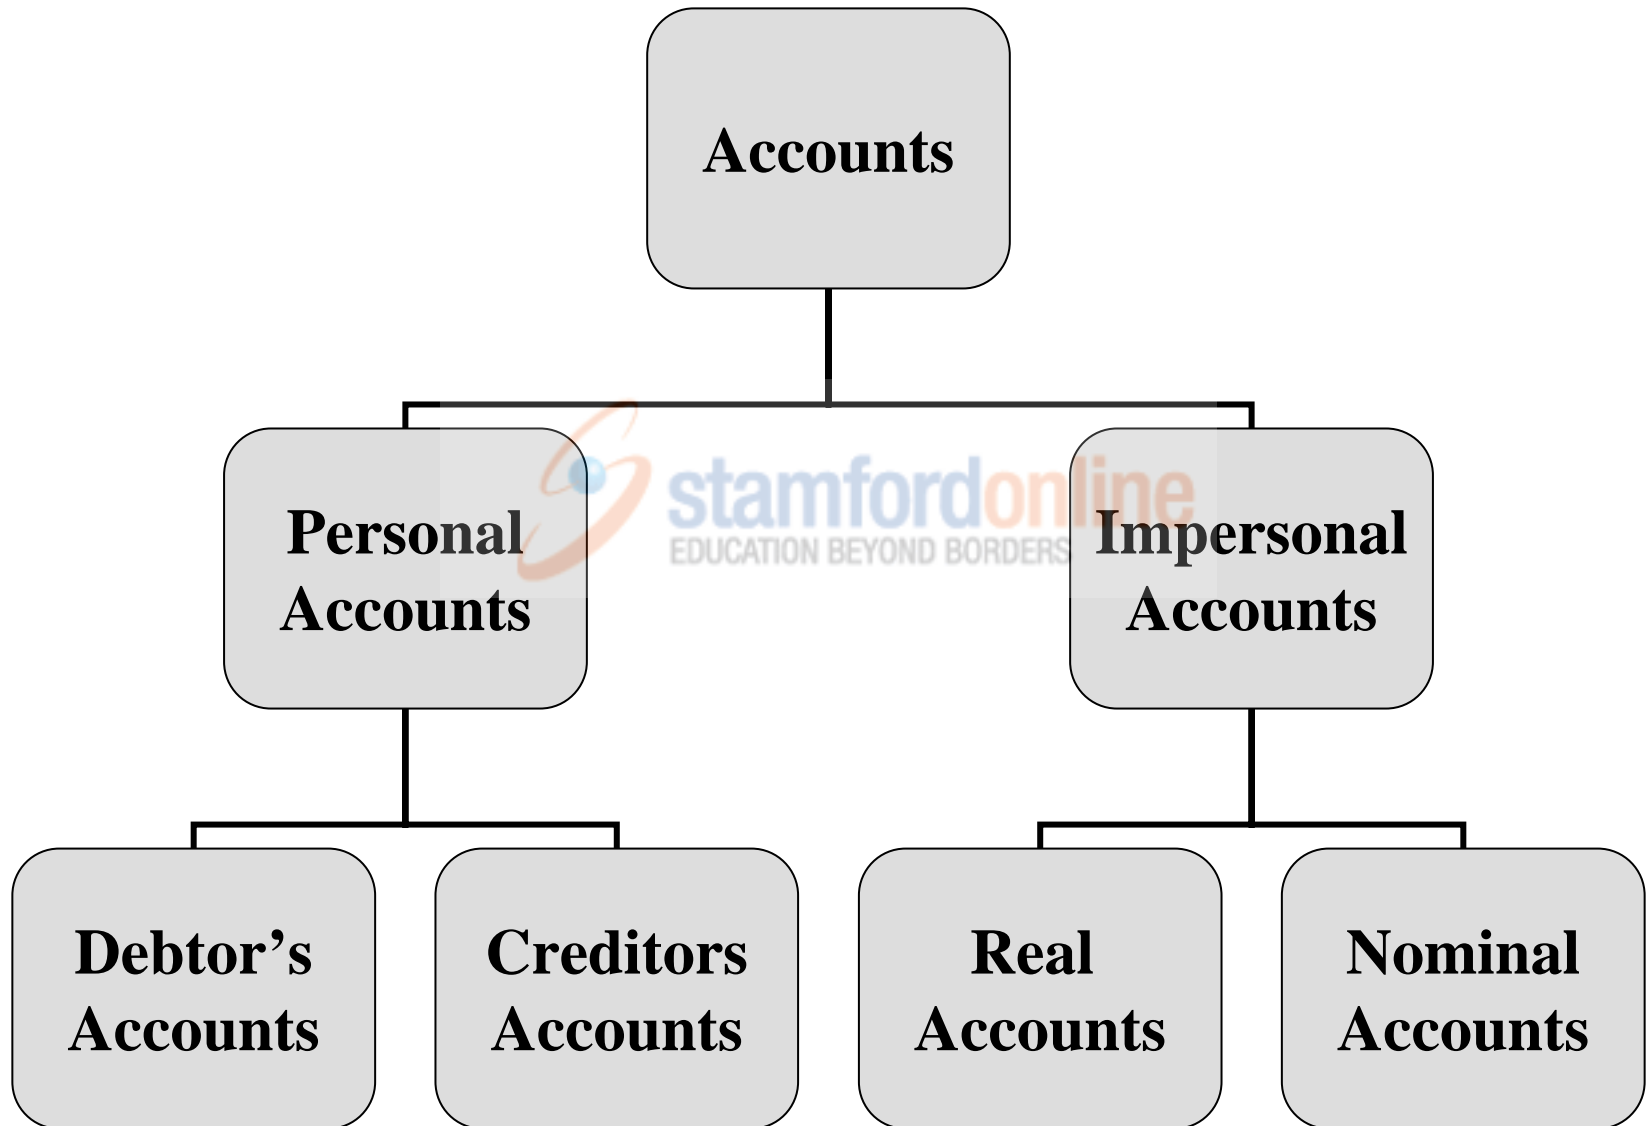 Accounts
stamfordonline
EDUCATION BEYOND BORDERS
Personal
Accounts
Impersonal
Accounts
Debtor’s
Accounts
Creditors
Accounts
Real
Accounts
Nominal
Accounts